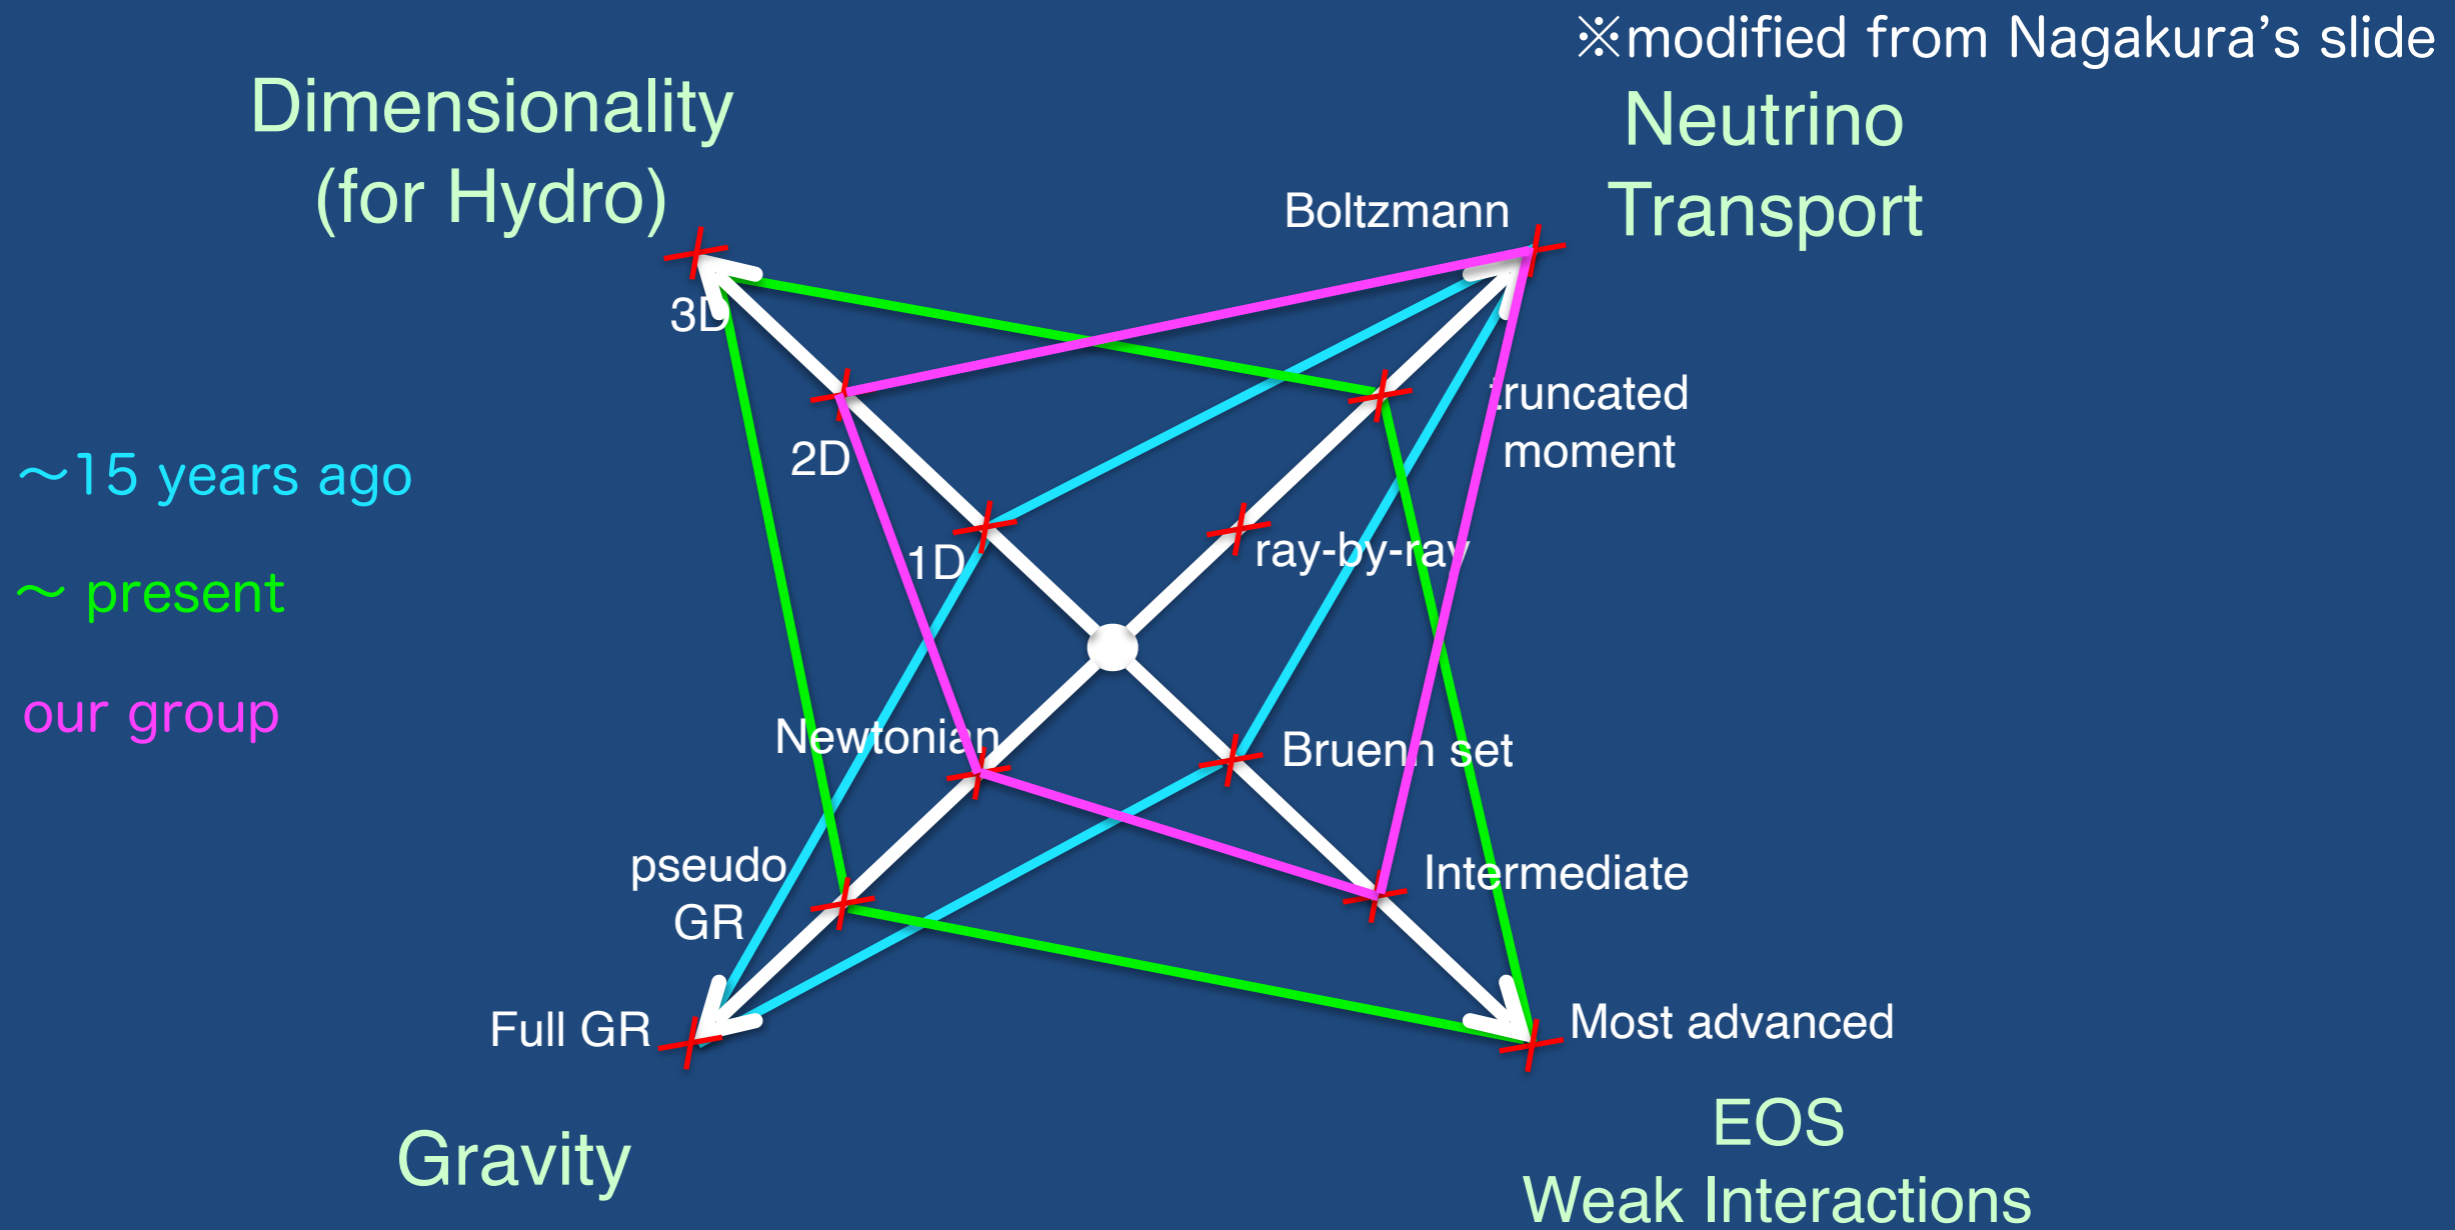 ※modified from Nagakura's slide
Dimensionality
(for Hydro)
Neutrino
Transport
Boltzmann
3D
truncated
moment
2D
~15 years ago
1D
ray-by-ray
~ present
our group
Newtonian
Bruenn set
pseudo
GR
Intermediate
Full GR
Most advanced
Gravity
EOS
Weak Interactions